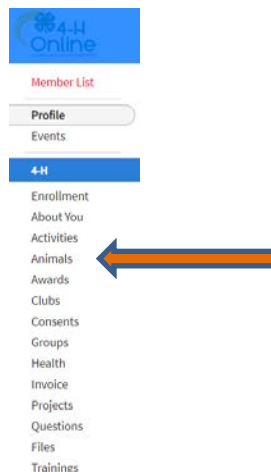 4-H
Online
Member List
Profile
Events
4-H
Enrollment
About You
Activities
Animals
Awards
Clubs
Consents
Groups
Health
Invoice
Projects
Questions
Files
Trainings